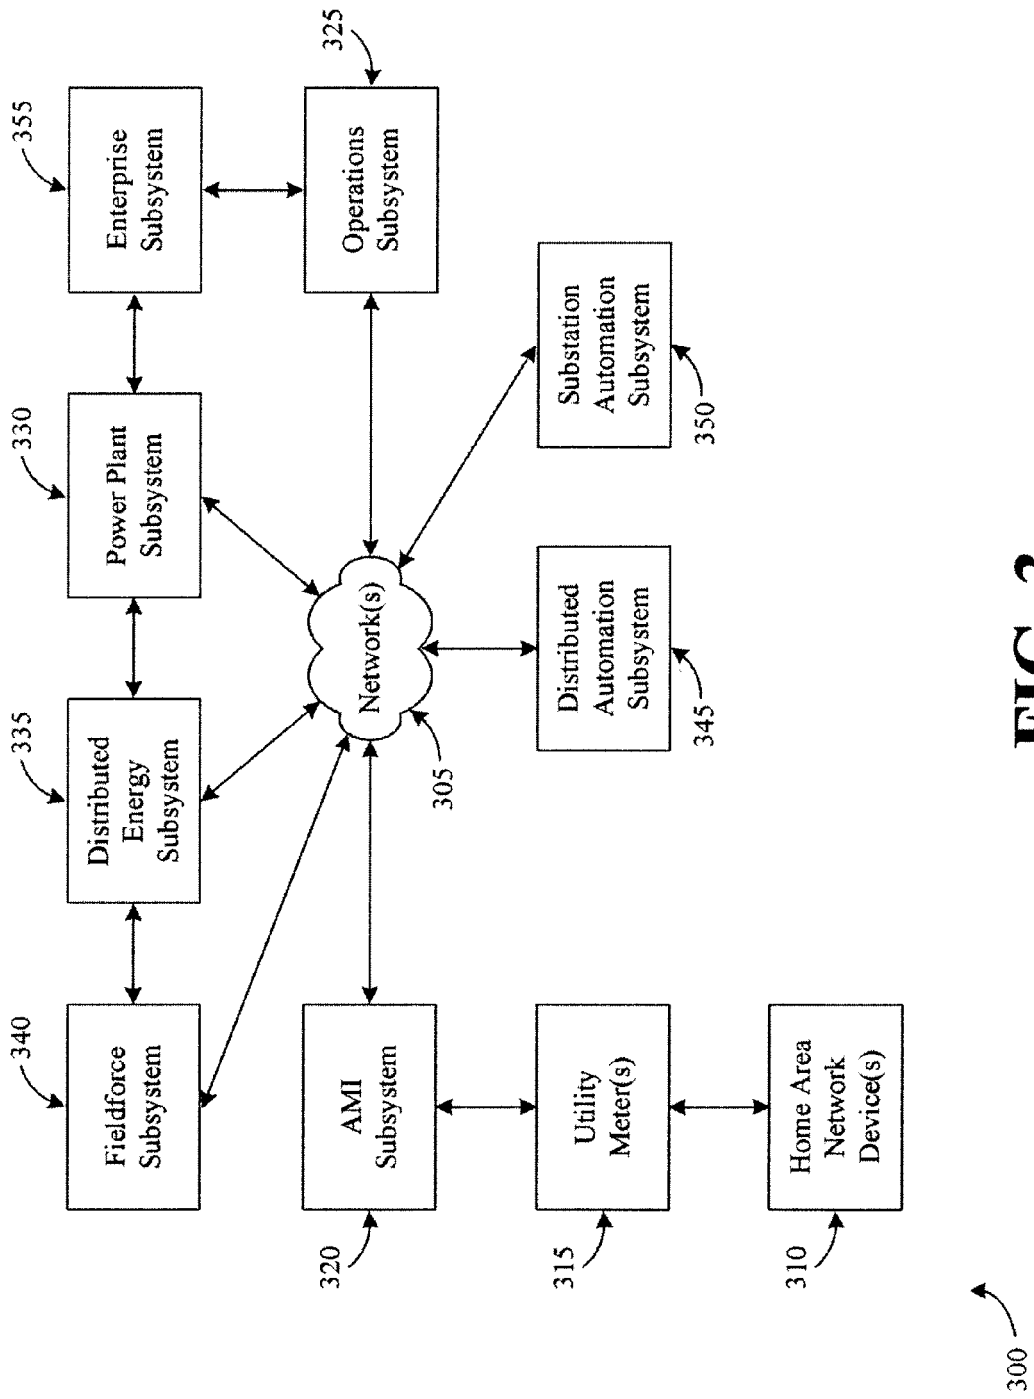 340
335
330
355
Fieldforce
Subsystem
Distributed
Energy
Subsystem
Power Plant
Subsystem
Enterprise
Subsystem
320
AMI
Subsystem
Network(s)
Operations
Subsystem
325
305
315
Utility
Meter(s)
Distributed
Automation
Subsystem
Substation
Automation
Subsystem
345
350
310
Home Area
Network
Device(s)
300
FIG.